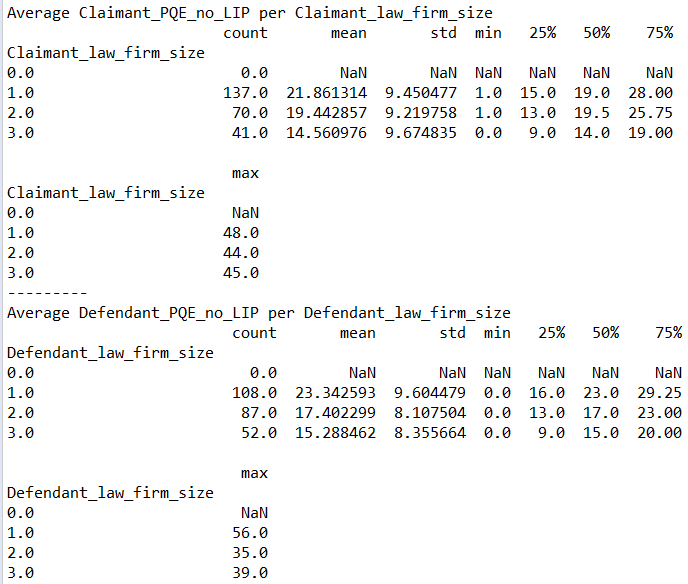 Average Claimant_PQE_no_LIP per Claimant_law_firm_size
                        count       mean       std  min   25%   50%    75%
Claimant_law_firm_size
0.0                       0.0        NaN       NaN  NaN   NaN   NaN    NaN
1.0                     137.0  21.861314  9.450477  1.0  15.0  19.0  28.00
2.0                      70.0  19.442857  9.219758  1.0  13.0  19.5  25.75
3.0                      41.0  14.560976  9.674835  0.0   9.0  14.0  19.00

                         max
Claimant_law_firm_size
0.0                      NaN
1.0                     48.0
2.0                     44.0
3.0                     45.0
---------
Average Defendant_PQE_no_LIP per Defendant_law_firm_size
                         count       mean       std  min   25%   50%    75%
Defendant_law_firm_size
0.0                        0.0        NaN       NaN  NaN   NaN   NaN    NaN
1.0                      108.0  23.342593  9.604479  0.0  16.0  23.0  29.25
2.0                       87.0  17.402299  8.107504  0.0  13.0  17.0  23.00
3.0                       52.0  15.288462  8.355664  0.0   9.0  15.0  20.00

                          max
Defendant_law_firm_size
0.0                       NaN
1.0                      56.0
2.0                      35.0
3.0                      39.0